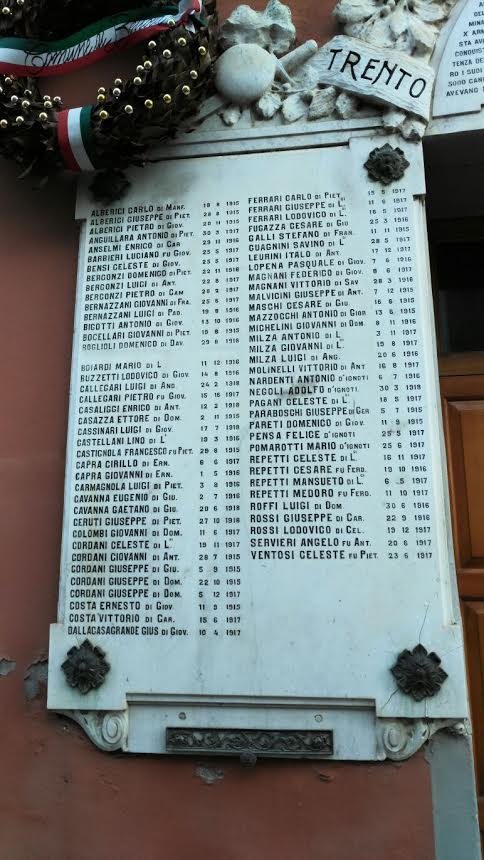 TRENTO
ALBERICI CARLO DI MANF. 19 8 1915
ALBERICI GIUSEPPE DI PIET. 28 8 1915
ALBERICI PIETRO DI GIOV. 1915
ANGUILLARA ANTONIO DI PIET. 30 3 1917
ANSELMI ENRICO DI CAR 29 11 1916
BARBIERI LUCIANO FU GIOV. 25 5 1917
BENSI CELESTE DI GIOV. 25 5 1917
BERGONZI DOMENICO DI PIET. 22 11 1916
BERGONZI LUIGI DI ANT. 22 8 1917
BERGONZI PIETRO DI CAM 28 2 1917
BERNAZZANI GIOVANNI DI FRA. 25 6 1917
BERNAZZANI LUIGI DI PAO. 19 8 1916
BIGOTTI ANTONIO DI GIOV. 13 10 1916
BOCELLARI GIOVANNI DI PIET. 19 8 1915
BOGLIOLI DOMENICO DI DAV. 29 8 1916
BOIARDI MARIO DI L 11 12 1916
BUZZETTI LODOVICO DI GIOV 14 8 1916
CALLEGARI LUIGI DI ANG. 24 2 1918
CALLEGARI PIETRO FU GIOV. 15 16 1917
CASALIGGI ENRICO DI ANT. 12 2 1918
CASAZZA ETTORE DI DOM. 2 11 1915
CASSINARI LUIGI DI GIOV. 17 7 1918
CASTELLANI LINO DI L. 19 3 1916
CASTIGNOLA FRANCESCO FU PIET. 29 8 1915
CAPRA CIRILLO DI ERN. 6 6 1917
CAPRA GIOVANNI DI ERN. 1 5 1916
CARMAGNOLA LUIGI DI PIET. 3 8 1916
CAVANNA EUGENIO DI GIU. 2 7 1916
CAVANNA GAETANO DI GIU. 20 6 1918
CERUTI GIUSEPPE DI PIET. 27 10 1918
COLOMBI GIOVANNI DI DOM. 11 6 1917
CORDANI CELESTE DI L. 19 11 1917
CORDANI GIOVANNI DI ANT. 28 7 1915
CORDANI GIUSEPPE DI GIU. 5 9 1915
CORDANI GIUSEPPE DI DOM. 22 10 1915
CORDANI GIUSEPPE DI DOM. 5 12 1917
COSTA ERNESTO DI GIOV. 11 9 1915
COSTA VITTORIO DI CAR. 15 6 1917
DALLACASAGRANDE GIUS DI GIOV. 10 4 1917
FERRARI CARLO DI PIET. 15 5 1917
FERRARI GIUSEPPE DI L. 11 6 1917
FERRARI LODOVICO DI L. 16 5 1917
FUGAZZA CESARE DI GIU 25 3 1916
GALLI STEFANO DI FRAN. 11 11 1915
GUAGNINI SAVINO DI L. 28 5 1917
LEURINI ITALO DI ANT. 17 12 1917
LOPENA PASQUALE DI GIOV. 7 6 1916
MAGNANI FEDERICO DI GIOV. 8 6 1917
MAGNANI VITTORIO DI SAV 28 3 1916
MALVICINI GIUSEPPE DI ANT. 7 12 1915
MASCHI CESARE DI GIU 16 6 1915
MAZZOCCHI ANTONIO DI GIOR 13 6 1915
MICHELINI GIOVANNI DI DOM. 8 11 1916
MILZA ANTONIO DI L 3 11 1917
MILZA GIOVANNI DI L. 19 8 1917
MILZA LUIGI DI ANG. 20 6 1916
MOLINELLI VITTORIO DI ANT 16 8 1917
NARDENTI ANTONIO D'IGNOTI 6 7 1916
NEGOLI ADOLFO D'IGNOTI 30 3 1918
PAGANI CELESTE DI L. 18 5 1917
PARABOSCHI GIUSEPPE DI GER 5 7 1915
PARETI DOMENICO DI GIOV. 11 9 1915
PENSA FELICE D'IGNOTI 25 5 1917
POMAROTTI MARIO D'IGNOTI 25 6 1917
REPETTI CELESTE DI L. 16 11 1917
REPETTI CESARE FU FERD. 19 10 1916
REPETTI MANSUETO DI L. 6 5 1917
REPETTI MEDORO FU FERD. 11 10 1917
ROFFI LUIGI DI DOM. 30 6 1916
ROSSI GIUSEPPE DI CAR. 22 9 1916
ROSSI LODOVICO DI CEL. 19 12 1917
SERVIERI ANGELO FU ANT. 20 6 1917
VENTOSI CELESTE FU PIET. 23 6 1917